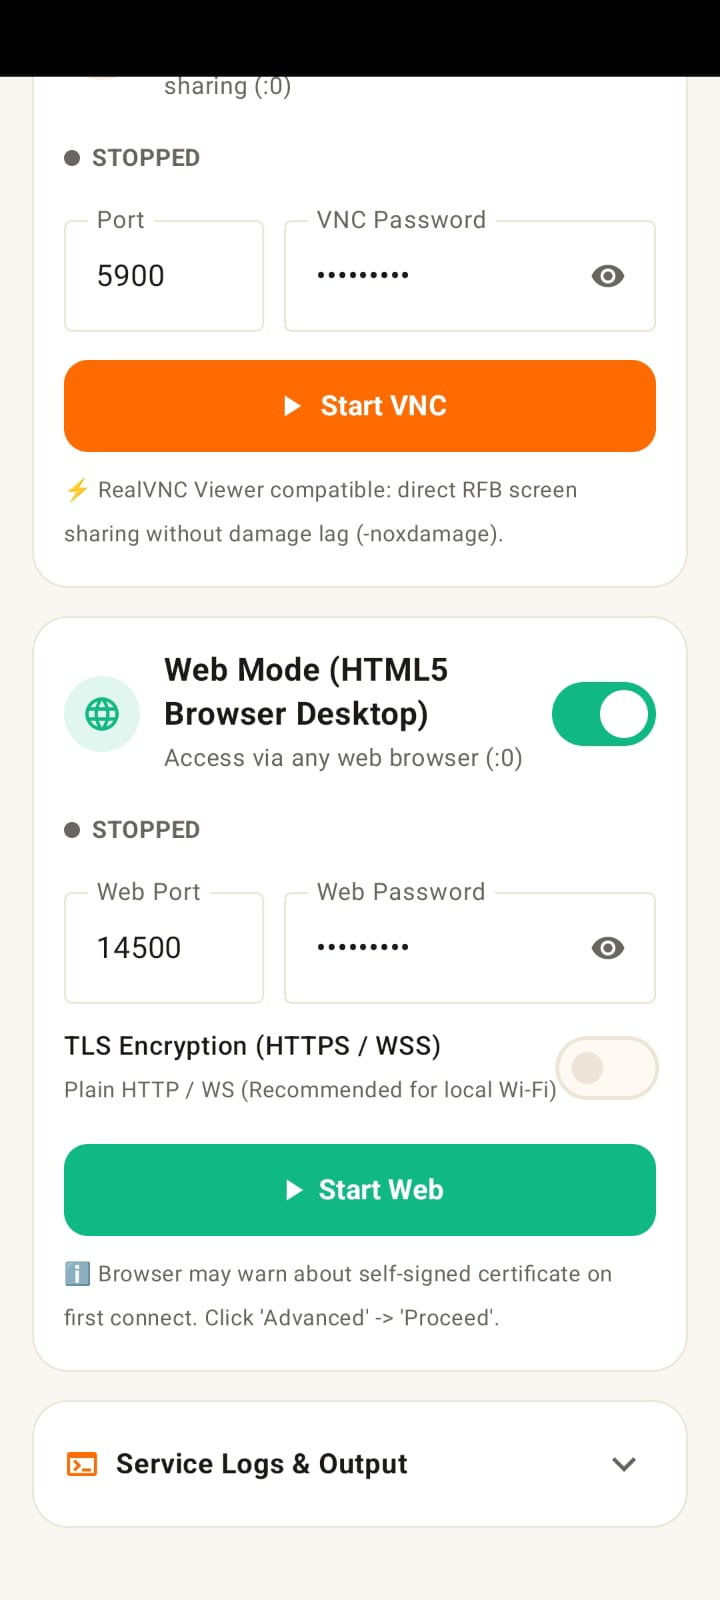 sharing (:0)
STOPPED
Port
VNC Password
5900
•••••••••
Start VNC
⚡ RealVNC Viewer compatible: direct RFB screen
sharing without damage lag (-noxdamage).
Web Mode (HTML5
Browser Desktop)
Access via any web browser (:0)
STOPPED
Web Port
Web Password
14500
•••••••••
TLS Encryption (HTTPS / WSS)
Plain HTTP / WS (Recommended for local Wi-Fi)
Start Web
ℹ️ Browser may warn about self-signed certificate on
first connect. Click 'Advanced' -> 'Proceed'.
Service Logs & Output